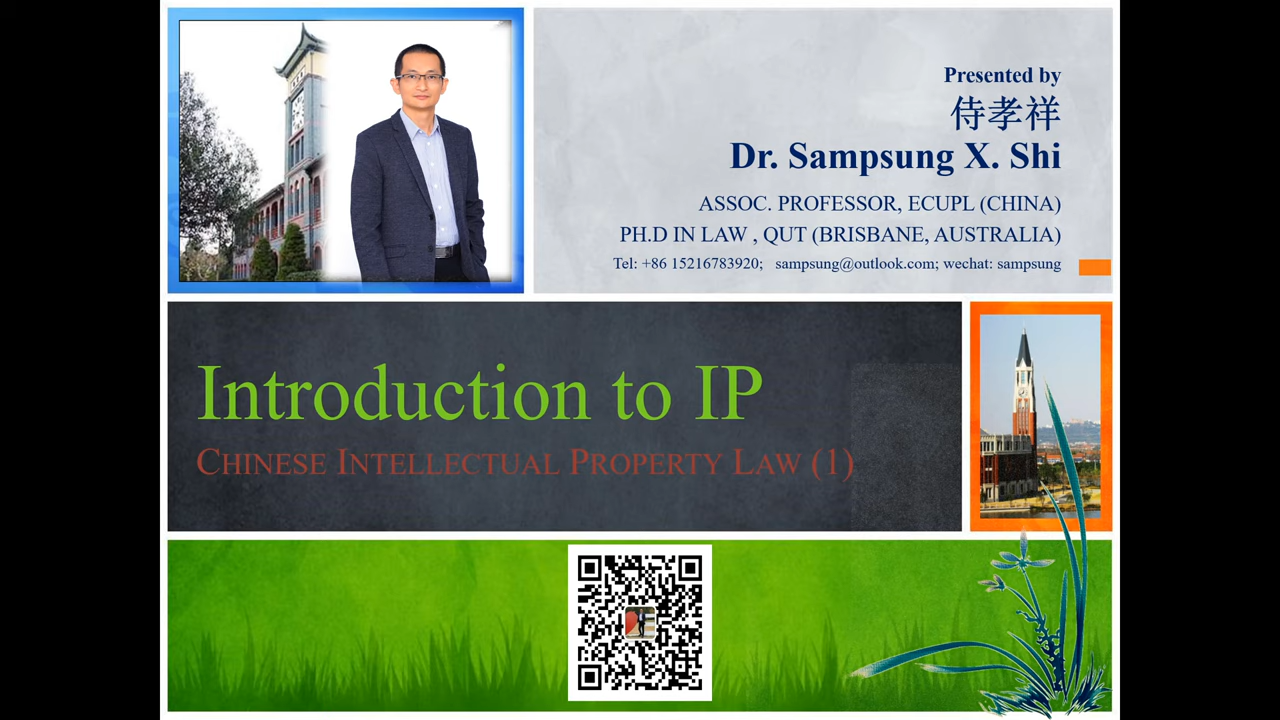 Presented by
侍孝祥
Dr. Sampsung X. Shi
ASSOC. PROFESSOR, ECUPL (CHINA)
PH.D IN LAW , QUT (BRISBANE, AUSTRALIA)
Tel: +86 15216783920; sampsung@outlook.com; wechat: sampsung
Introduction to IP
CHINESE INTELLECTUAL PROPERTY LAW (1)